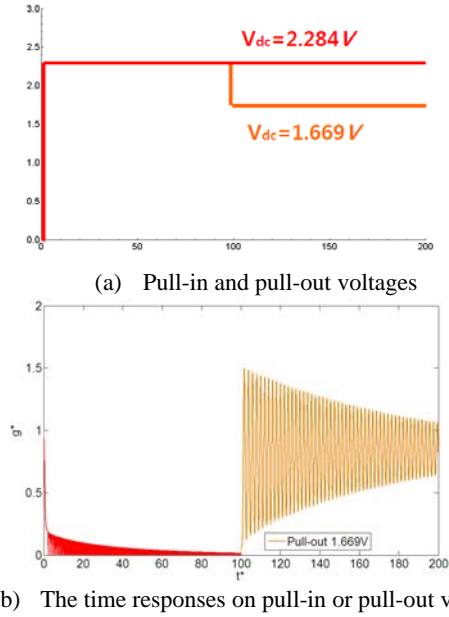 3.0
2.5
2.0
1.5
1.0
0.5
0.0
0 50 100 150 200
Vdc=2.284V
Vdc=1.669V
(a) Pull-in and pull-out voltages
2
1.5
1
0.5
0
g*
0 20 40 60 80 100 120 140 160 180 200
t*
Pull-out 1.669V
b) The time responses on pull-in or pull-out v